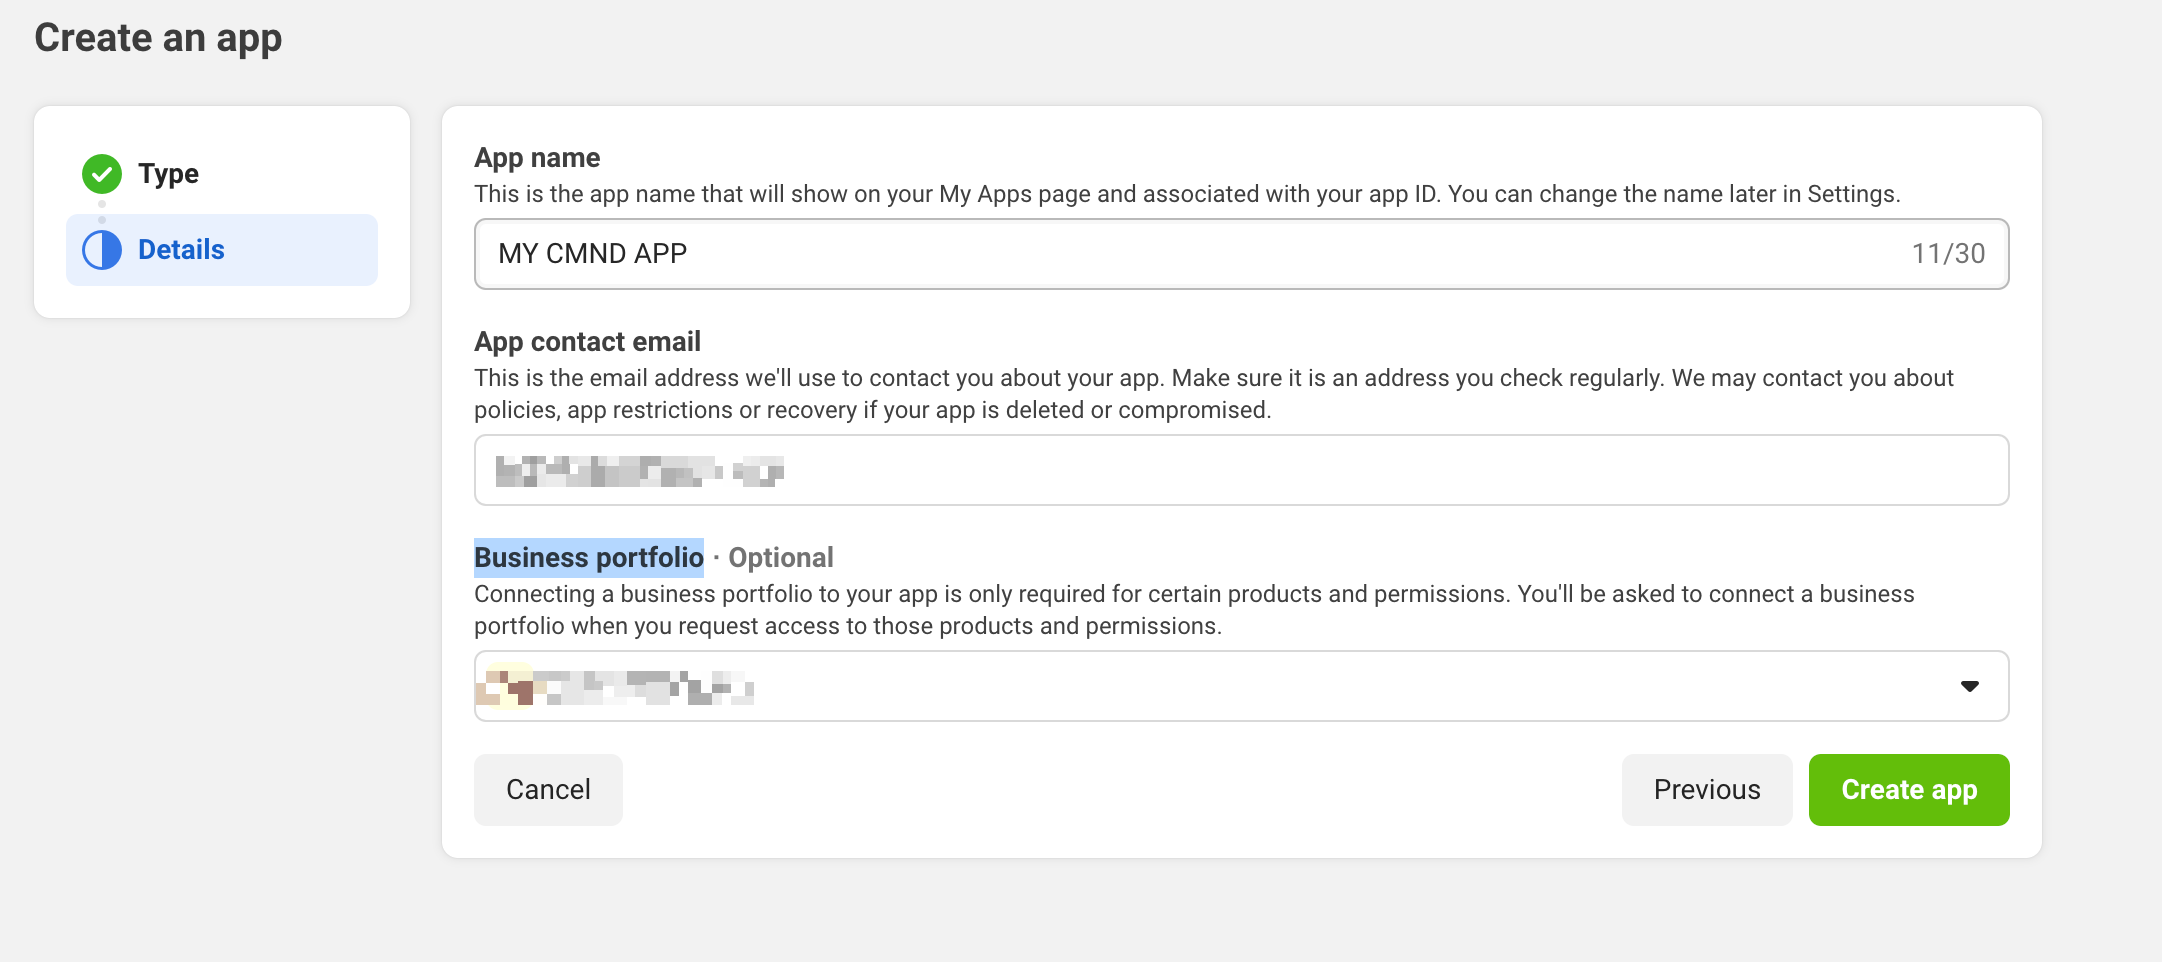 Create an app
Type
Details
App name
This is the app name that will show on your My Apps page and associated with your app ID. You can change the name later in Settings.
MY CMND APP 11/30
App contact email
This is the email address we'll use to contact you about your app. Make sure it is an address you check regularly. We may contact you about
policies, app restrictions or recovery if your app is deleted or compromised.
Business portfolio · Optional
Connecting a business portfolio to your app is only required for certain products and permissions. You'll be asked to connect a business
portfolio when you request access to those products and permissions.
Cancel Previous Create app